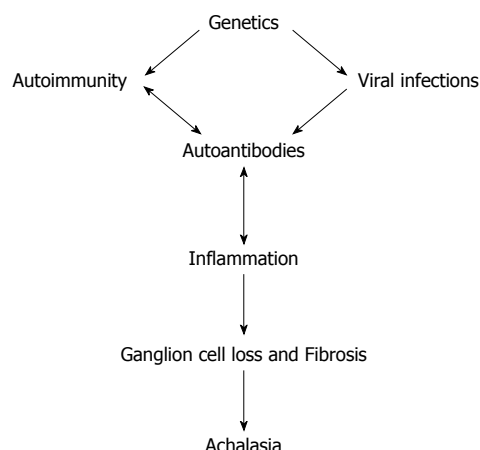 Genetics
Autoimmunity
Viral infections
Autoantibodies
Inflammation
Ganglion cell loss and Fibrosis
Achalasia